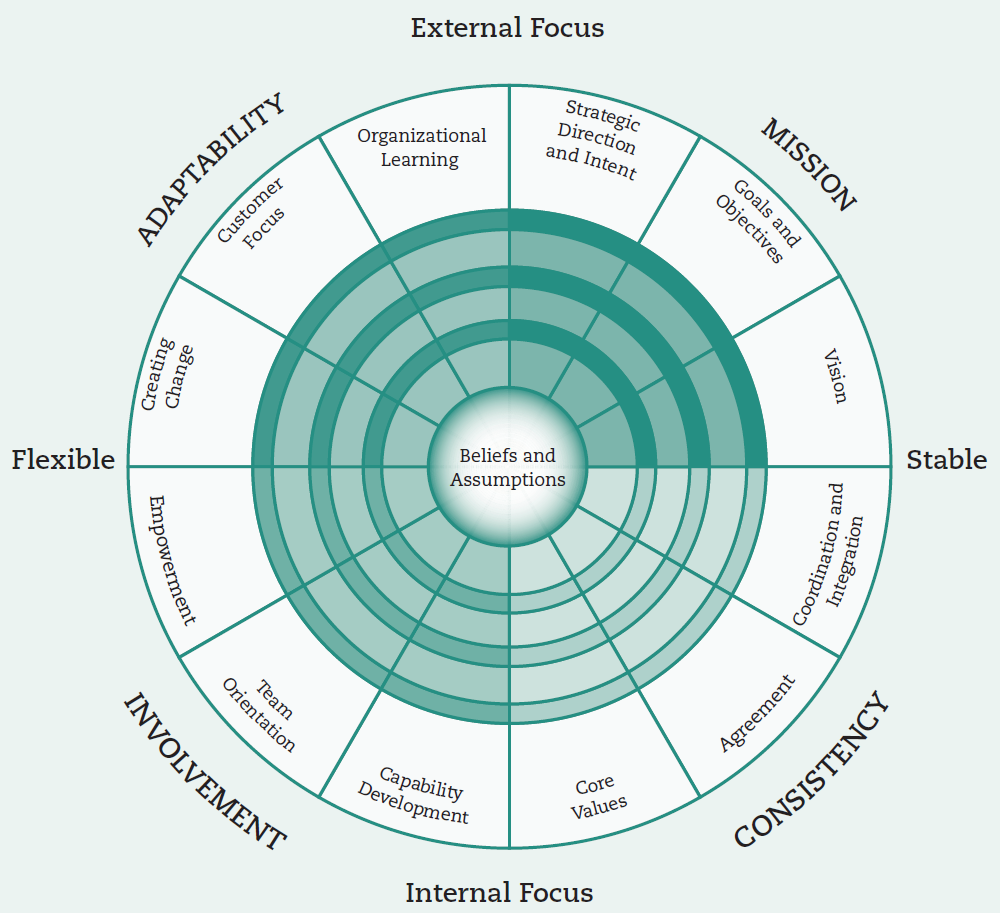 External Focus
ADAPTABILITY
MISSION
Organizational
Learning
Strategic
Direction
and Intent
Customer
Focus
Goals and
Objectives
Creating
Change
Vision
Flexible
Beliefs and
Assumptions
Stable
Empowerment
Coordination and
Integration
Team
Orientation
Agreement
Capability
Development
Core
Values
INVOLVEMENT
CONSISTENCY
Internal Focus